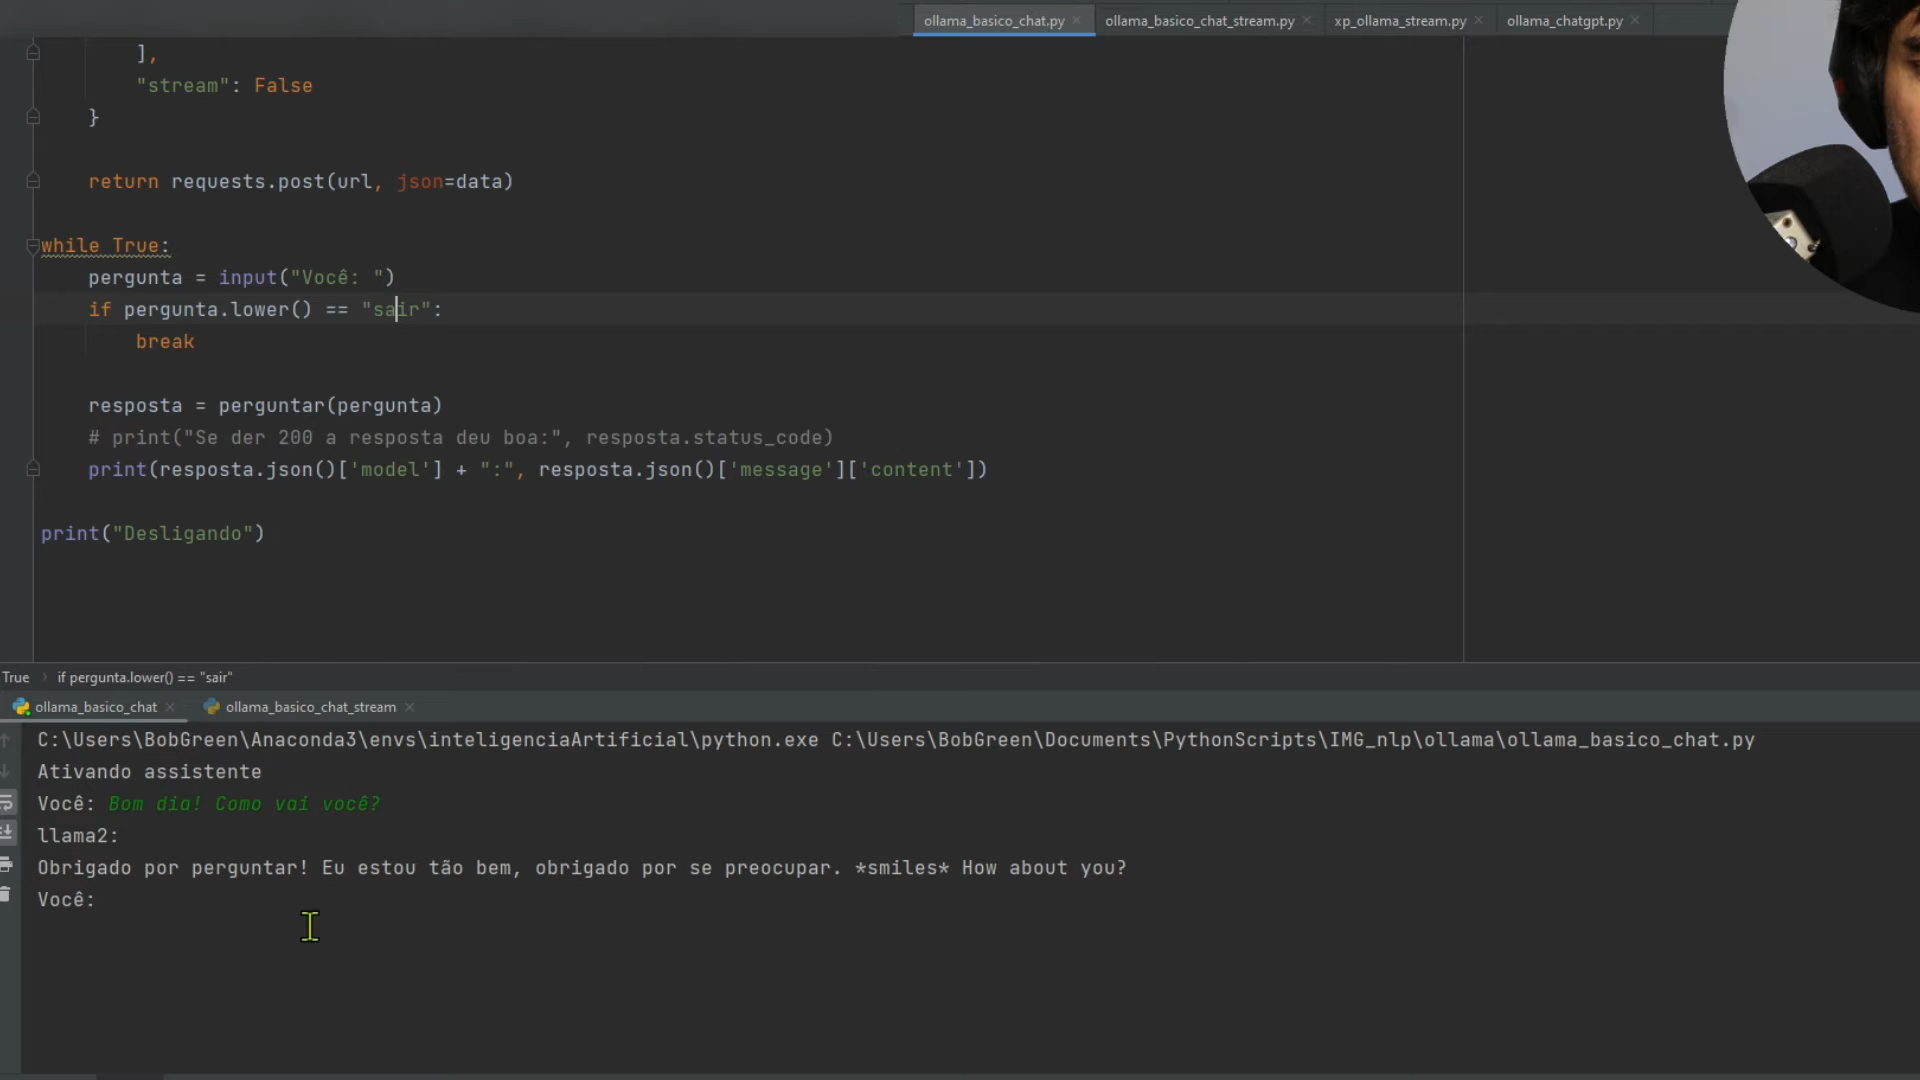 ollama_basico_chat.py ollama_basico_chat_stream.py xp_ollama_stream.py ollama_chatgpt.py
],
"stream": False
}
return requests.post(url, json=data)
while True:
pergunta = input("Você: ")
if pergunta.lower() == "sair":
break
resposta = perguntar(pergunta)
# print("Se der 200 a resposta deu boa:", resposta.status_code)
print(resposta.json()['model'] + ":", resposta.json()['message']['content'])
print("Desligando")
True › if pergunta.lower() == "sair"
ollama_basico_chat ollama_basico_chat_stream
C:\Users\BobGreen\Anaconda3\envs\inteligenciaArtificial\python.exe C:\Users\BobGreen\Documents\PythonScripts\IMG_nlp\ollama\ollama_basico_chat.py
Ativando assistente
Você: Bom dia! Como vai você?
llama2:
Obrigado por perguntar! Eu estou tão bem, obrigado por se preocupar. *smiles* How about you?
Você: